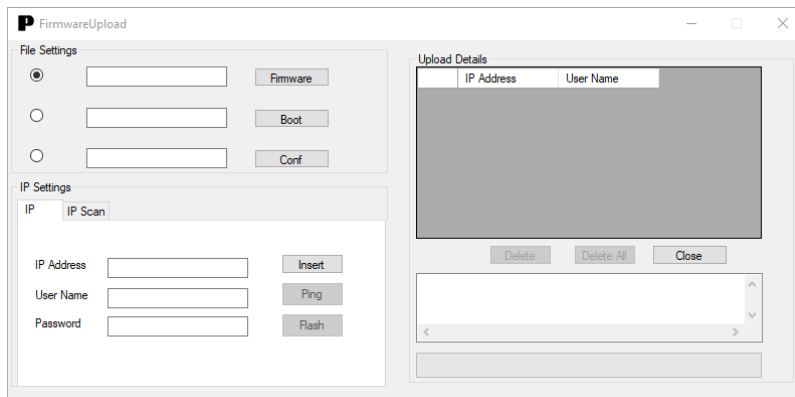 P FirmwareUpload
File Settings
Firmware
Boot
Conf
IP Settings
IP
IP Scan
IP Address
Insert
User Name
Ping
Password
Flash
Upload Details
IP Address
User Name
Delete
Delete All
Close